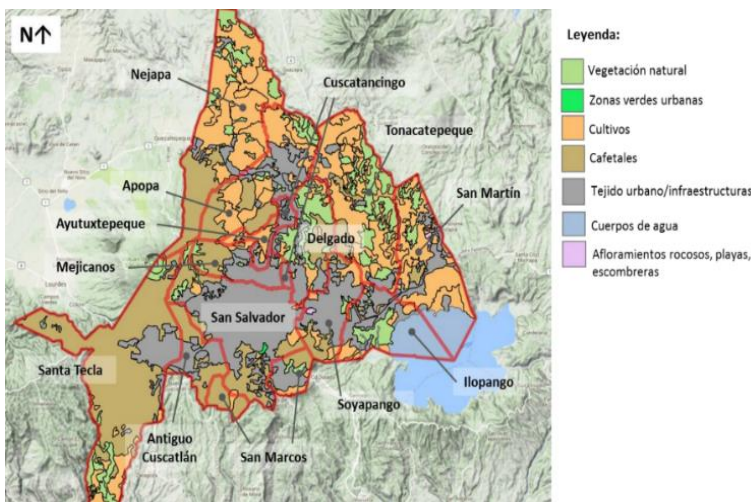 N↑
Nejapa
Cuscatancingo
Tonacatepeque
Apopa
San Martín
Ayutuxtepeque
Delgado
Mejicanos
San Salvador
Santa Tecla
Ilopango
Soyapango
Antiguo
Cuscatlán
San Marcos
Leyenda:
Vegetación natural
Zonas verdes urbanas
Cultivos
Cafetales
Tejido urbano/infraestructuras
Cuerpos de agua
Afloramientos rocosos, playas,
escombreras